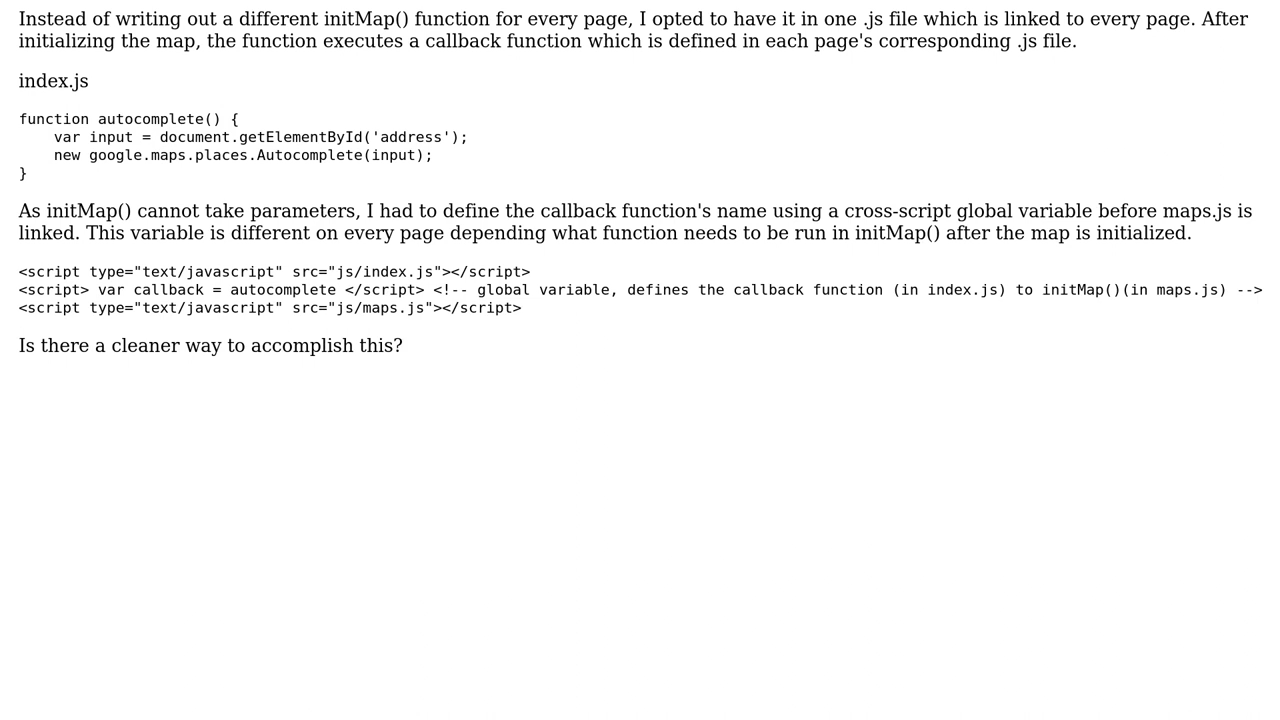 Instead of writing out a different initMap() function for every page, I opted to have it in one .js file which is linked to every page. After
initializing the map, the function executes a callback function which is defined in each page's corresponding .js file.
index.js
function autocomplete() {
    var input = document.getElementById('address');
    new google.maps.places.Autocomplete(input);
}
As initMap() cannot take parameters, I had to define the callback function's name using a cross-script global variable before maps.js is
linked. This variable is different on every page depending what function needs to be run in initMap() after the map is initialized.
<script type="text/javascript" src="js/index.js"></script>
<script> var callback = autocomplete </script> <!-- global variable, defines the callback function (in index.js) to initMap()(in maps.js) -->
<script type="text/javascript" src="js/maps.js"></script>
Is there a cleaner way to accomplish this?